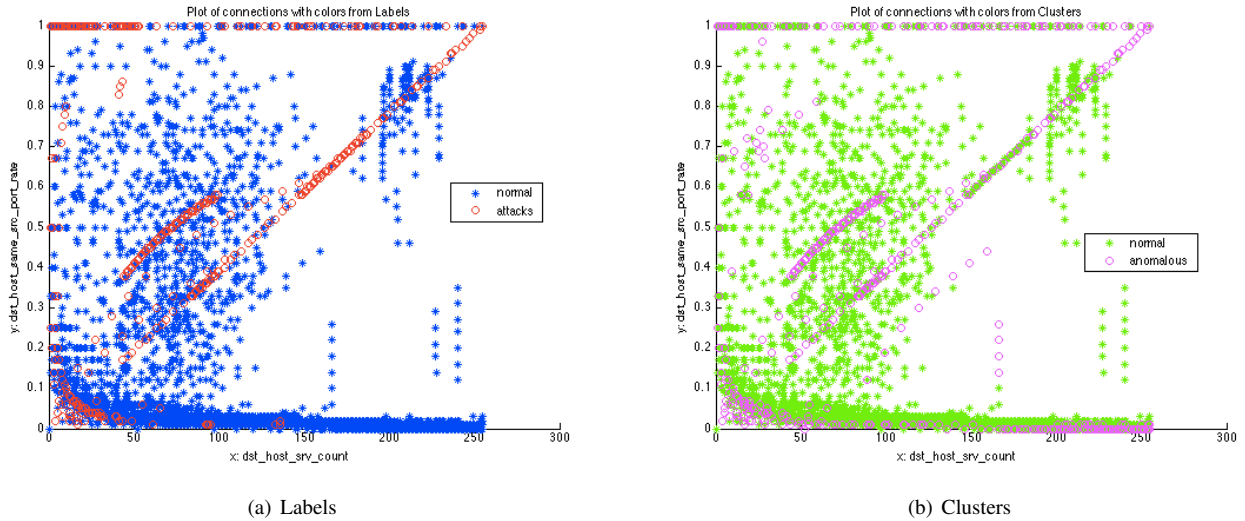 Plot of connections with colors from Labels
1
0.9
0.8
0.7
0.6
0.5
0.4
0.3
0.2
0.1
0
y: dst_host_same_src_port_rate
0 50 100 150 200 250 300
x: dst_host_srv_count
normal
attacks
(a) Labels
Plot of connections with colors from Clusters
1
0.9
0.8
0.7
0.6
0.5
0.4
0.3
0.2
0.1
0
y: dst_host_same_src_port_rate
0 50 100 150 200 250 300
x: dst_host_srv_count
normal
anomalous
(b) Clusters